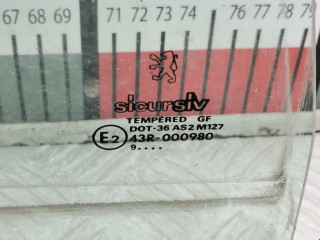 67 68 69 71 72 73 74 76 77 78
sicursiv
TEMPERED GF
DOT-36 AS2 M127
E2 43R-000980
9....